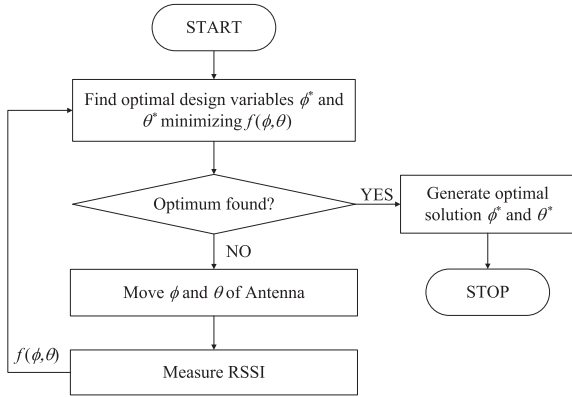 START
Find optimal design variables ϕ* and
θ* minimizing f(ϕ,θ)
Optimum found?
YES
Generate optimal
solution ϕ* and θ*
NO
Move ϕ and θ of Antenna
STOP
f(ϕ,θ)
Measure RSSI